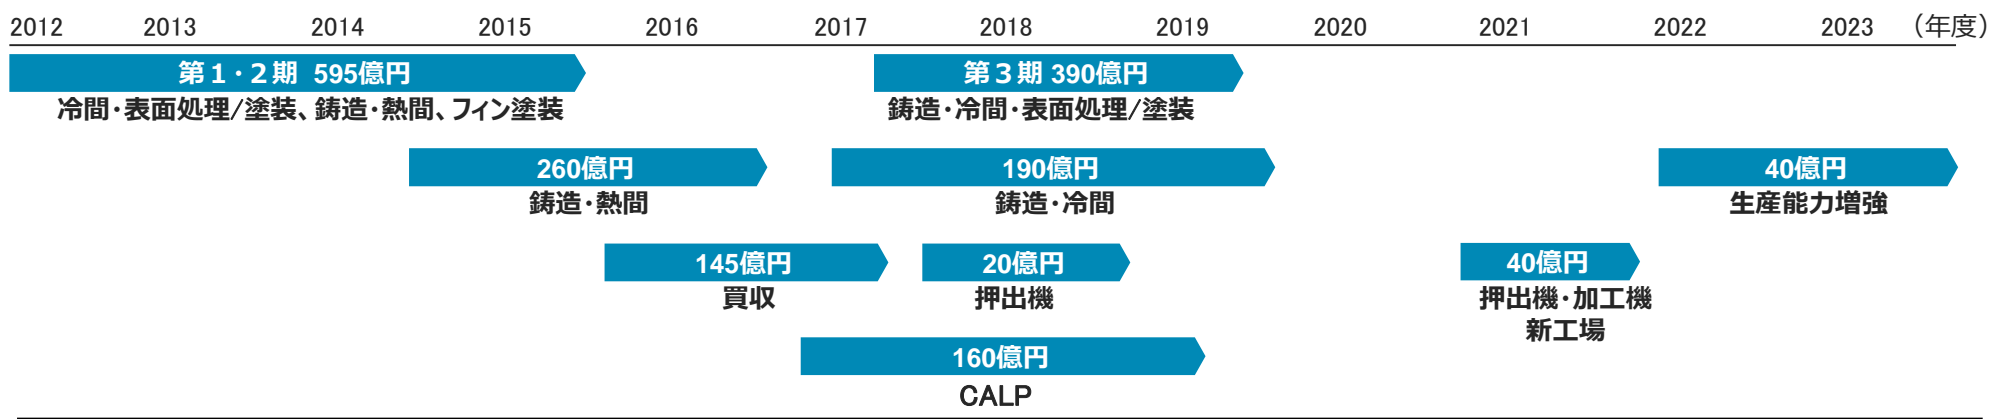 2012 2013 2014 2015 2016 2017 2018 2019 2020 2021 2022 2023 （年度）
第１・２期 595億円
冷間・表面処理/塗装、鋳造・熱間、フィン塗装
第３期 390億円
鋳造・冷間・表面処理/塗装
260億円
鋳造・熱間
190億円
鋳造・冷間
40億円
生産能力増強
145億円
買収
20億円
押出機
40億円
押出機・加工機
新工場
160億円
CALP